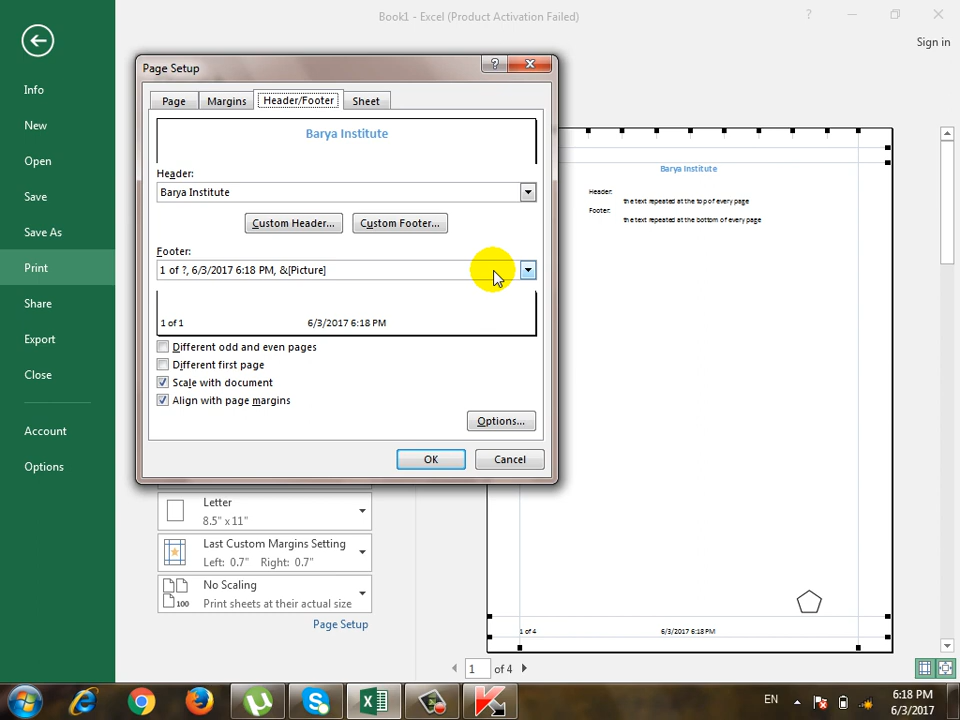 Book1 - Excel (Product Activation Failed)
Sign in
Info
New
Open
Save
Save As
Print
Share
Export
Close
Account
Options
Page Setup
Page
Margins
Header/Footer
Sheet
Barya Institute
Header:
Barya Institute
Custom Header...
Custom Footer...
Footer:
1 of ?, 6/3/2017 6:18 PM, &[Picture]
1 of 1
6/3/2017 6:18 PM
Different odd and even pages
Different first page
Scale with document
Align with page margins
Options...
OK
Cancel
Letter
8.5" x 11"
Last Custom Margins Setting
Left: 0.7" Right: 0.7"
No Scaling
100
Print sheets at their actual size
Page Setup
Barya Institute
Header:
the text repeated at the top of every page
Footer:
the text repeated at the bottom of every page
1 of 4
6/3/2017 6:18 PM
1 of 4
EN
6:18 PM
6/3/2017